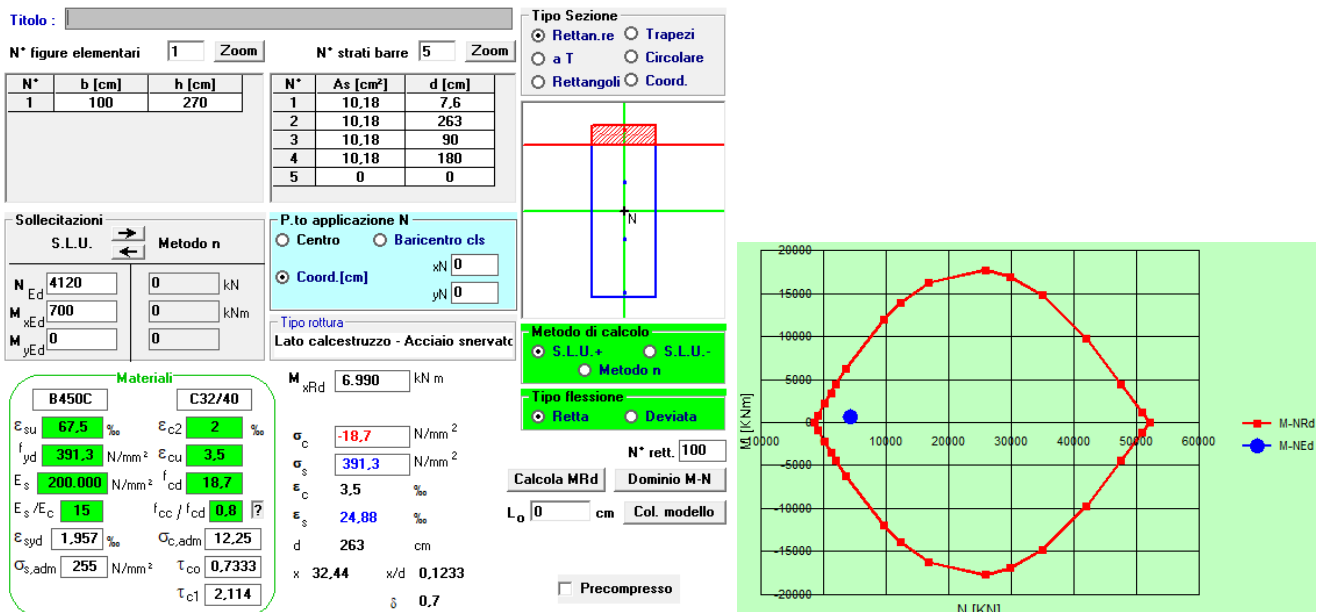 Titolo :
N° figure elementari 1 Zoom N° strati barre 5 Zoom
N° b [cm] h [cm]
1 100 270
N° As [cm²] d [cm]
1 10,18 7,6
2 10,18 263
3 10,18 90
4 10,18 180
5 0 0
Tipo Sezione
Rettan.re Trapezi
a T Circolare
Rettangoli Coord.
N
Sollecitazioni
S.L.U. Metodo n
N Ed 4120 0 kN
M xEd 700 0 kNm
M yEd 0 0
P.to applicazione N
Centro Baricentro cls
Coord.[cm] xN 0
yN 0
Tipo rottura
Lato calcestruzzo - Acciaio snervato
Metodo di calcolo
S.L.U.+ S.L.U.-
Metodo n
Tipo flessione
Retta Deviata
Materiali
B450C C32/40
εsu 67,5 ‰ εc2 2 ‰
fyd 391,3 N/mm² εcu 3,5
Es 200.000 N/mm² fcd 18,7
Es/Ec 15 fcc / fcd 0,8 ?
εsyd 1,957 ‰ σc,adm 12,25
σs,adm 255 N/mm² τco 0,7333
τc1 2,114
M xRd 6.990 kN m
σc -18,7 N/mm²
σs 391,3 N/mm²
εc 3,5 ‰
εs 24,88 ‰
d 263 cm
x 32,44 x/d 0,1233
δ 0,7
N° rett. 100
Calcola MRd Dominio M-N
Lo 0 cm Col. modello
Precompresso
20000
15000
10000
5000
0
-5000
-10000
-15000
-20000
10000 0 10000 20000 30000 40000 50000 60000
M [KNm]
N [KN]
M-NRd
M-NEd